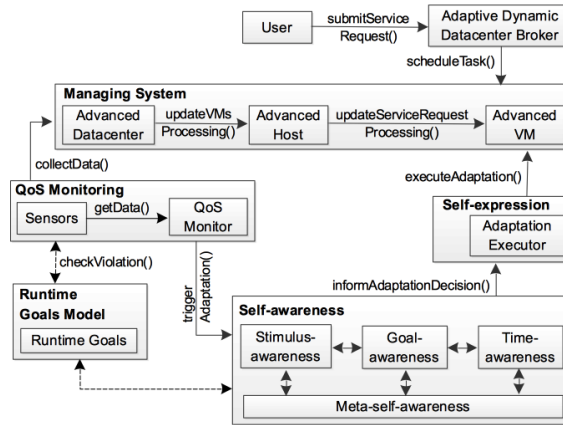 User
submitService
Request()
Adaptive Dynamic
Datacenter Broker
scheduleTask()
Managing System
Advanced
Datacenter
updateVMs
Processing()
Advanced
Host
updateServiceRequest
Processing()
Advanced
VM
collectData()
executeAdaptation()
QoS Monitoring
Sensors
getData()
QoS
Monitor
Self-expression
Adaptation
Executor
checkViolation()
trigger
Adaptation()
informAdaptationDecision()
Runtime
Goals Model
Runtime Goals
Self-awareness
Stimulus-
awareness
Goal-
awareness
Time-
awareness
Meta-self-awareness